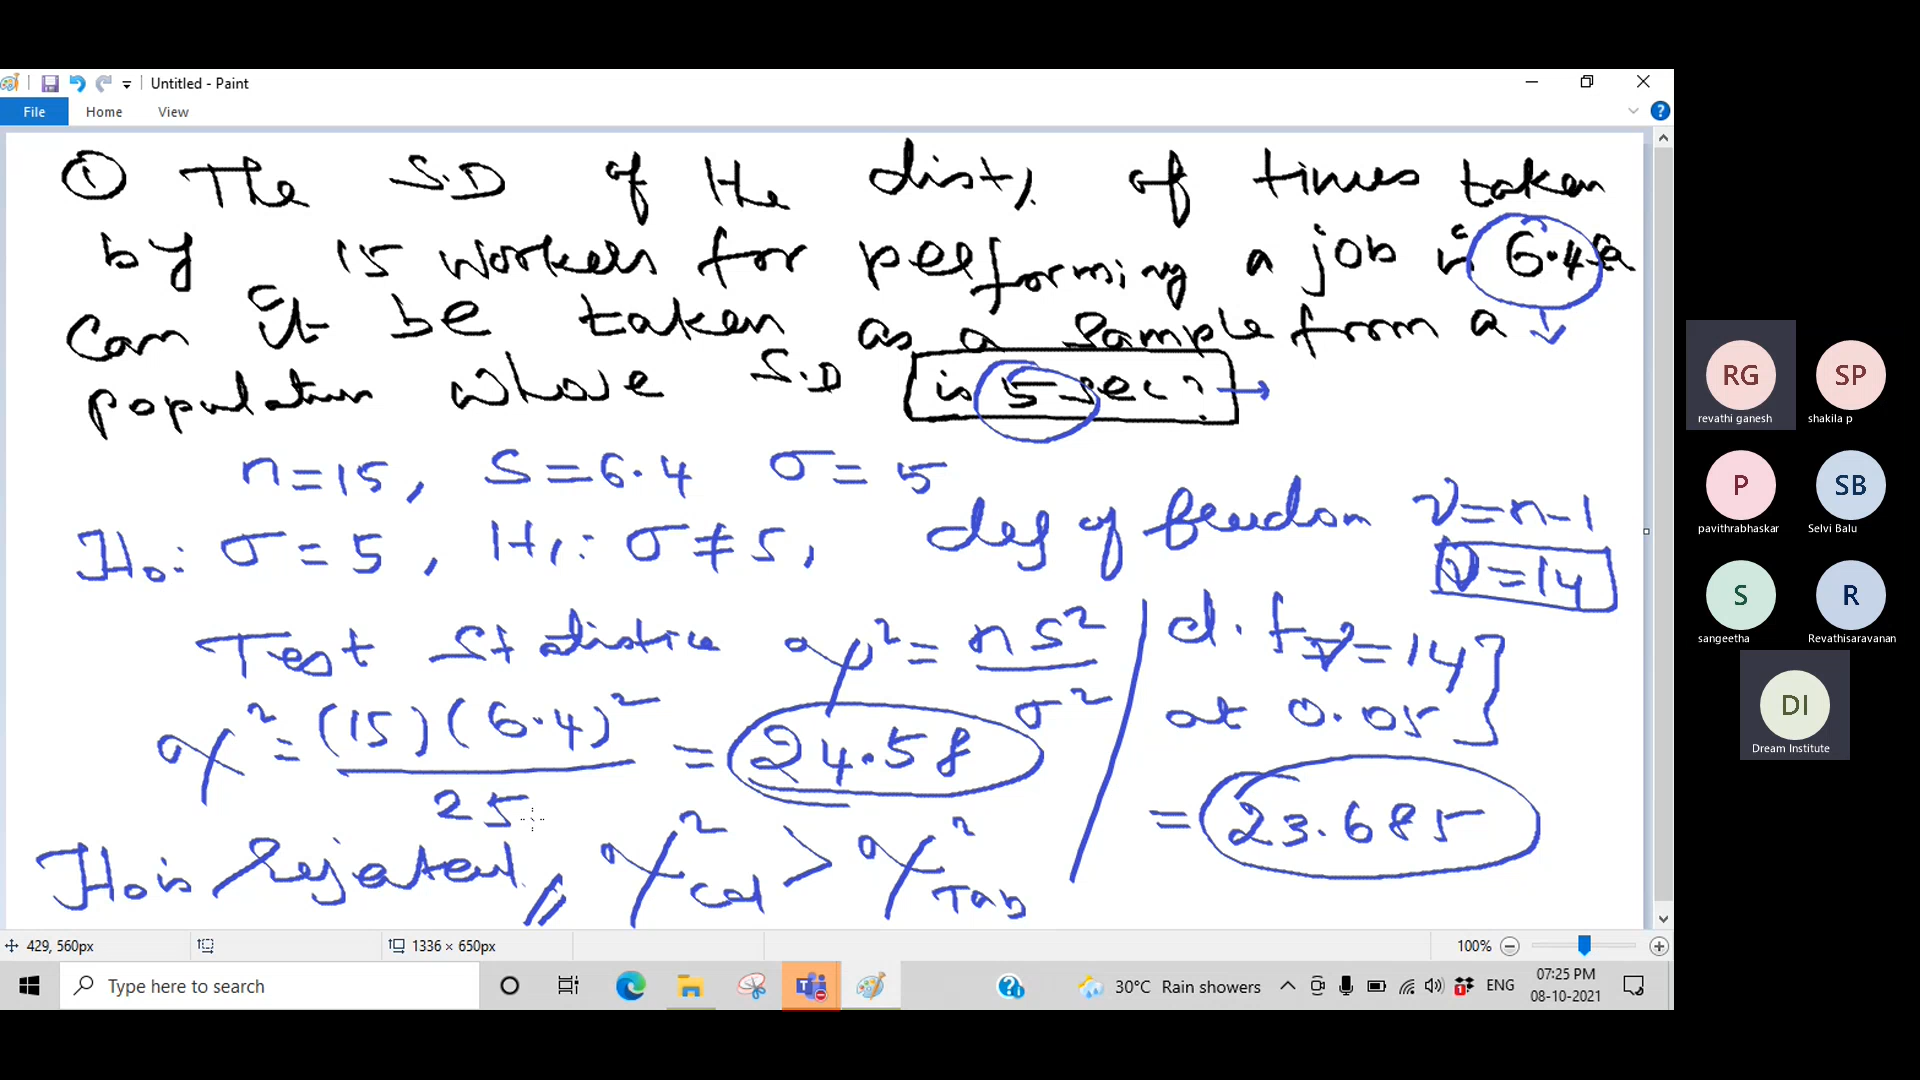 Untitled - Paint
File Home View
① The S.D of the distn of times taken
by 15 workers for performing a job is 6.4
Can it be taken as a sample from a
population whose S.D is 5 sec?
n=15, S=6.4 σ=5
H₀: σ=5, H₁: σ≠5, deg of freedom ν=n-1
ν=14
Test Statistic χ²= nS²/σ²
d.f ν=14
at 0.05
χ²= (15)(6.4)²/25 = 24.58
= 23.685
H₀ is rejected χ²Cal > χ²Tab
429, 560px 1336 × 650px 100%
Type here to search
30°C Rain showers ENG 07:25 PM
08-10-2021
RG SP
revathi ganesh shakila p
P SB
pavithrabhaskar Selvi Balu
S R
sangeetha Revathisaravanan
DI
Dream Institute